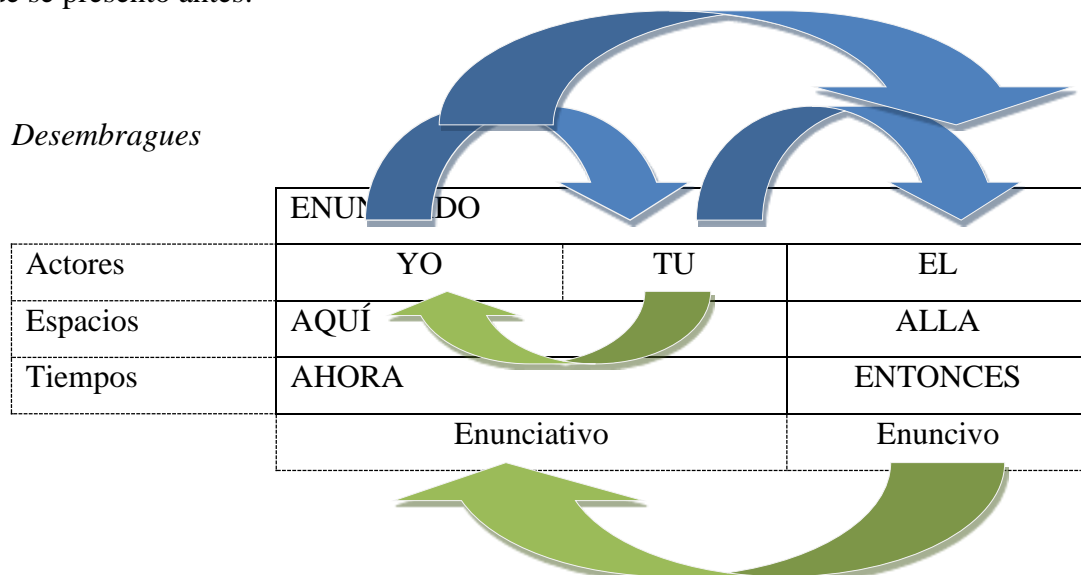 se presentó antes.
Desembragues
Actores YO TU EL
Espacios AQUÍ ALLA
Tiempos AHORA ENTONCES
Enunciativo Enuncivo